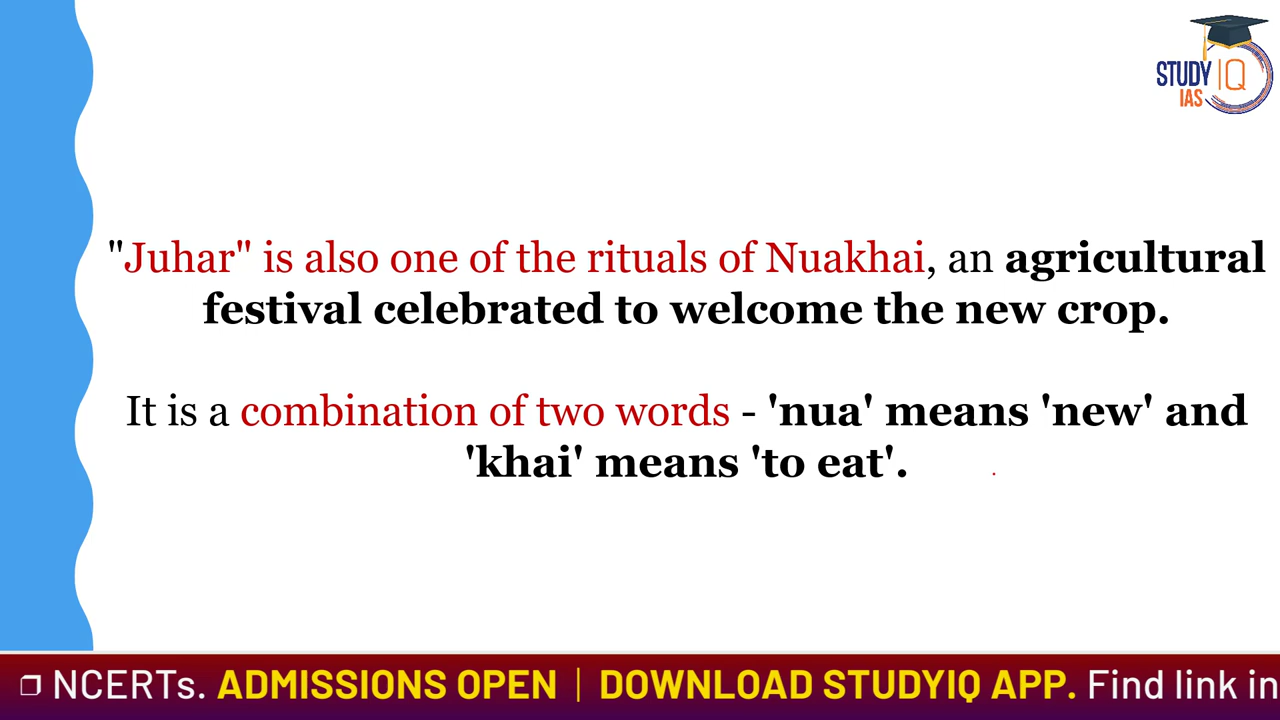 STUDY IQ
IAS
"Juhar" is also one of the rituals of Nuakhai, an agricultural
festival celebrated to welcome the new crop.
It is a combination of two words - 'nua' means 'new' and
'khai' means 'to eat'.
❐ NCERTs. ADMISSIONS OPEN | DOWNLOAD STUDYIQ APP. Find link in